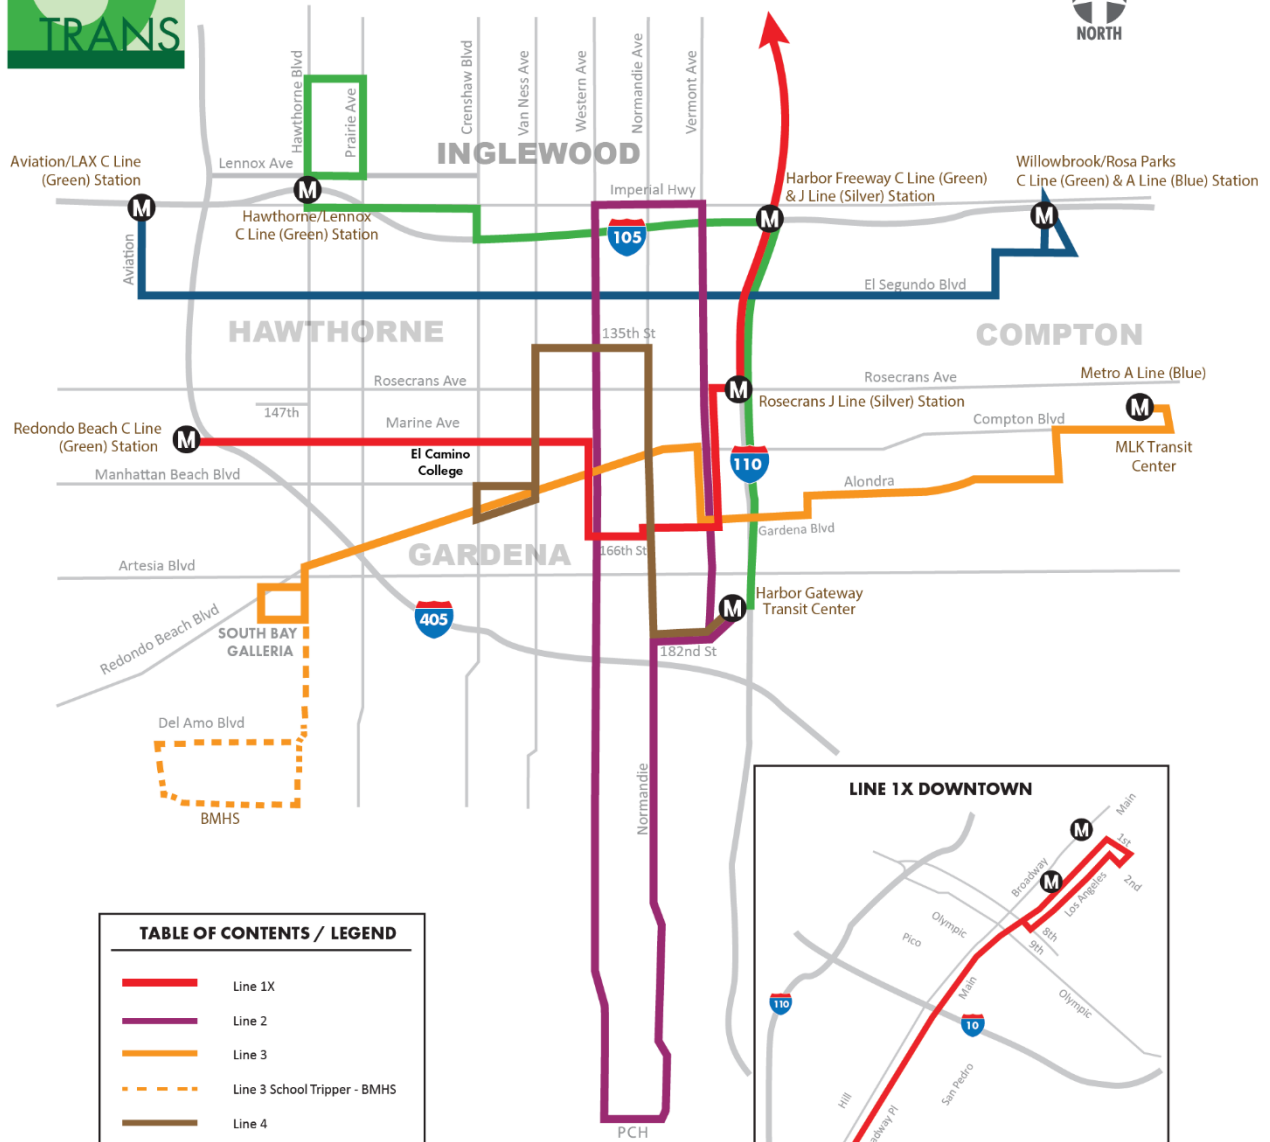 TRANS
NORTH
Hawthorne Blvd
Prairie Ave
Crenshaw Blvd
Van Ness Ave
Western Ave
Normandie Ave
Vermont Ave
INGLEWOOD
Lennox Ave
Imperial Hwy
Aviation/LAX C Line
(Green) Station
M
M
Hawthorne/Lennox
C Line (Green) Station
Harbor Freeway C Line (Green)
& J Line (Silver) Station
M
Willowbrook/Rosa Parks
C Line (Green) & A Line (Blue) Station
M
105
Aviation
El Segundo Blvd
HAWTHORNE
135th St
COMPTON
Rosecrans Ave
Rosecrans Ave
Metro A Line (Blue)
M
Rosecrans J Line (Silver) Station
M
147th
Marine Ave
Compton Blvd
Redondo Beach C Line
(Green) Station
M
El Camino
College
MLK Transit
Center
110
Manhattan Beach Blvd
Alondra
Gardena Blvd
GARDENA
166th St
Artesia Blvd
405
M
Harbor Gateway
Transit Center
Redondo Beach Blvd
SOUTH BAY
GALLERIA
182nd St
Del Amo Blvd
BMHS
Normandie
PCH
LINE 1X DOWNTOWN
Main
M
1st
Broadway
M
Los Angeles
2nd
Olympic
8th
Pico
9th
Main
Olympic
110
10
Hill
San Pedro
adway Pl
TABLE OF CONTENTS / LEGEND
Line 1X
Line 2
Line 3
Line 3 School Tripper - BMHS
Line 4